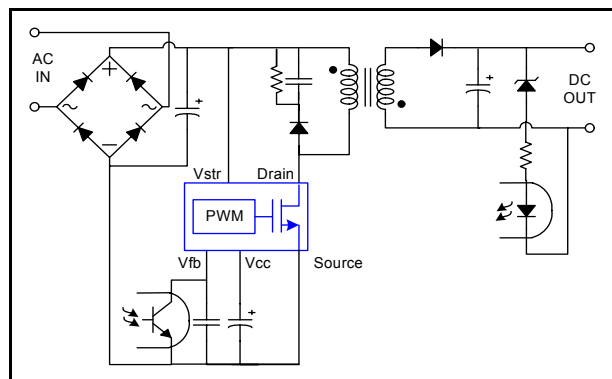 AC
IN
+
~
~
−
+
+
DC
OUT
Vstr
Drain
PWM
Vfb
Vcc
Source
+